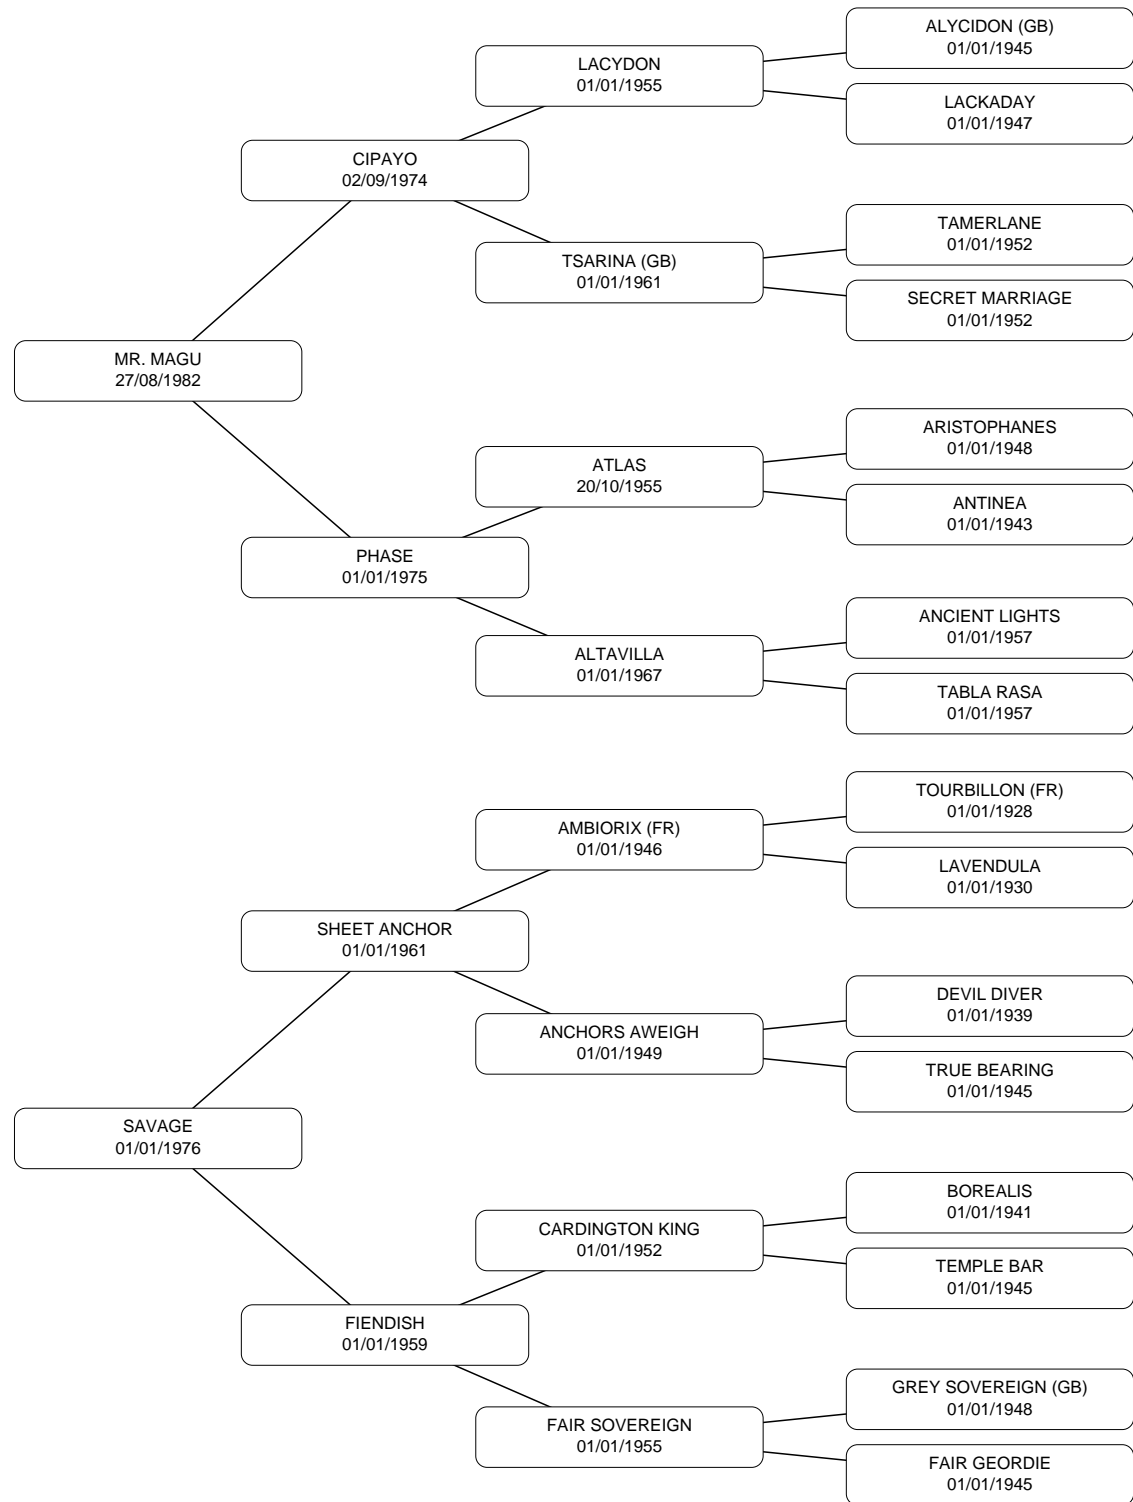 ALYCIDON (GB)
01/01/1945
LACYDON
01/01/1955
LACKADAY
01/01/1947
CIPAYO
02/09/1974
TAMERLANE
01/01/1952
TSARINA (GB)
01/01/1961
SECRET MARRIAGE
01/01/1952
MR. MAGU
27/08/1982
ARISTOPHANES
01/01/1948
ATLAS
20/10/1955
ANTINEA
01/01/1943
PHASE
01/01/1975
ANCIENT LIGHTS
01/01/1957
ALTAVILLA
01/01/1967
TABLA RASA
01/01/1957
TOURBILLON (FR)
01/01/1928
AMBIORIX (FR)
01/01/1946
LAVENDULA
01/01/1930
SHEET ANCHOR
01/01/1961
DEVIL DIVER
01/01/1939
ANCHORS AWEIGH
01/01/1949
TRUE BEARING
01/01/1945
SAVAGE
01/01/1976
BOREALIS
01/01/1941
CARDINGTON KING
01/01/1952
TEMPLE BAR
01/01/1945
FIENDISH
01/01/1959
GREY SOVEREIGN (GB)
01/01/1948
FAIR SOVEREIGN
01/01/1955
FAIR GEORDIE
01/01/1945